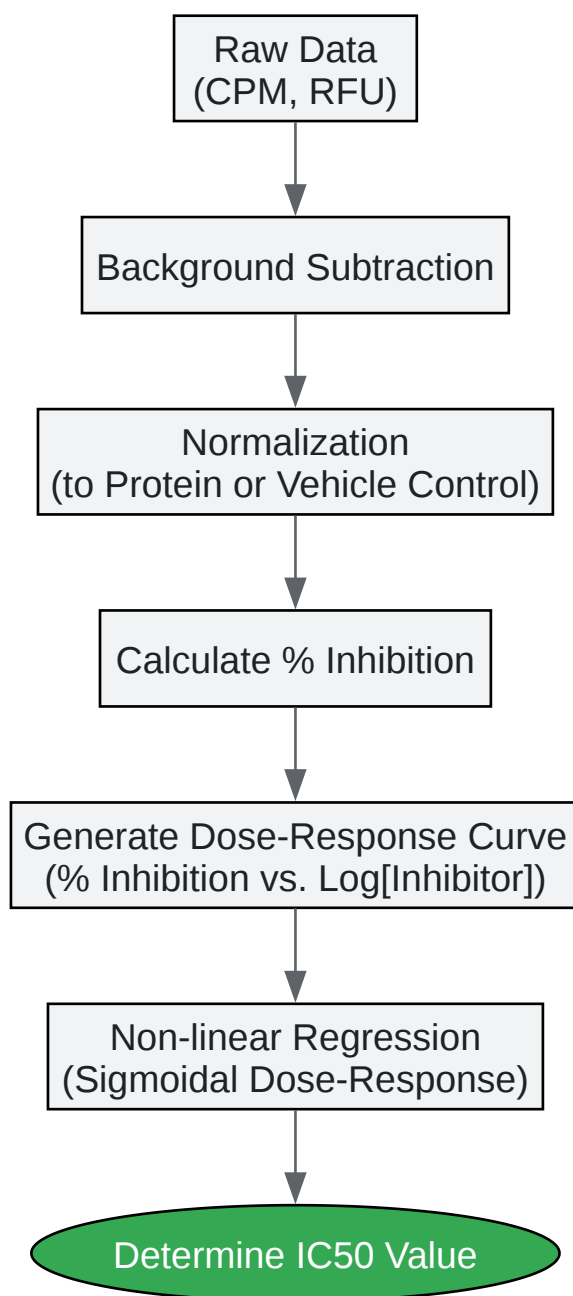 Raw Data
(CPM, RFU)
Background Subtraction
Normalization
(to Protein or Vehicle Control)
Calculate % Inhibition
Generate Dose-Response Curve
(% Inhibition vs. Log[Inhibitor])
Non-linear Regression
(Sigmoidal Dose-Response)
Determine IC50 Value